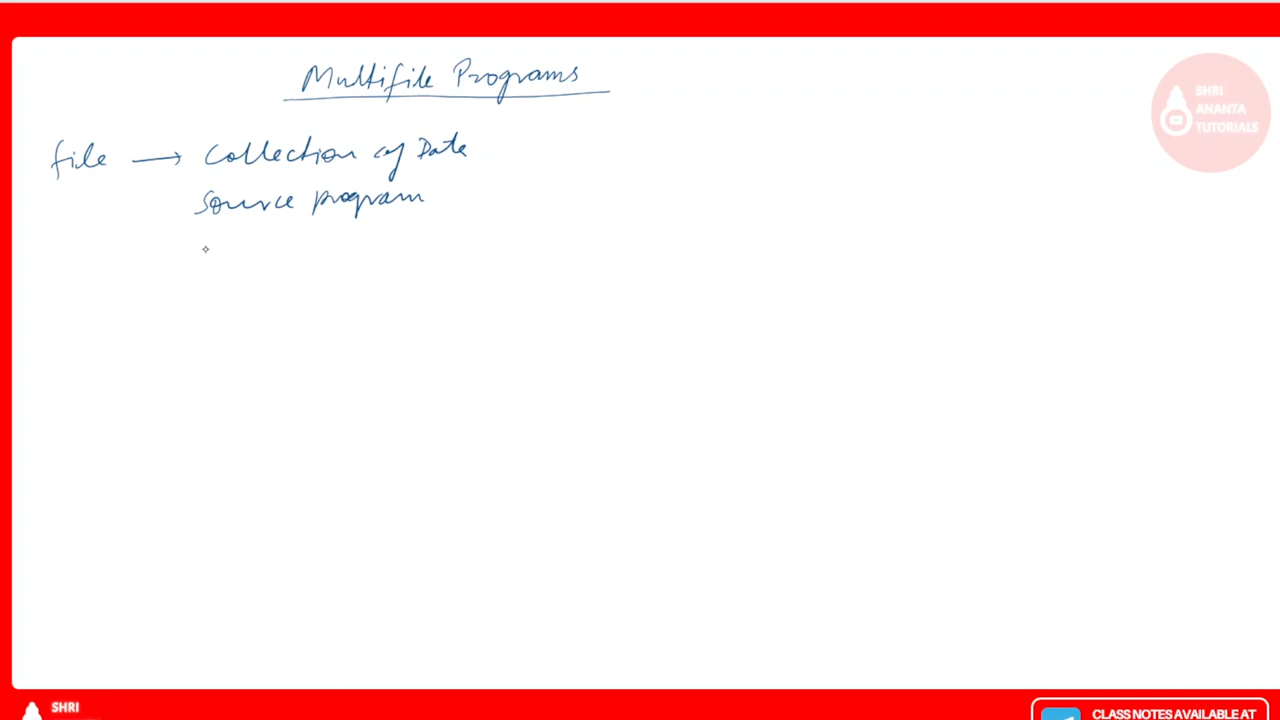 Multifile Programs
SHRI
ANANTA
TUTORIALS
file → Collection of Data
Source program
SHRI
CLASS NOTES AVAILABLE AT